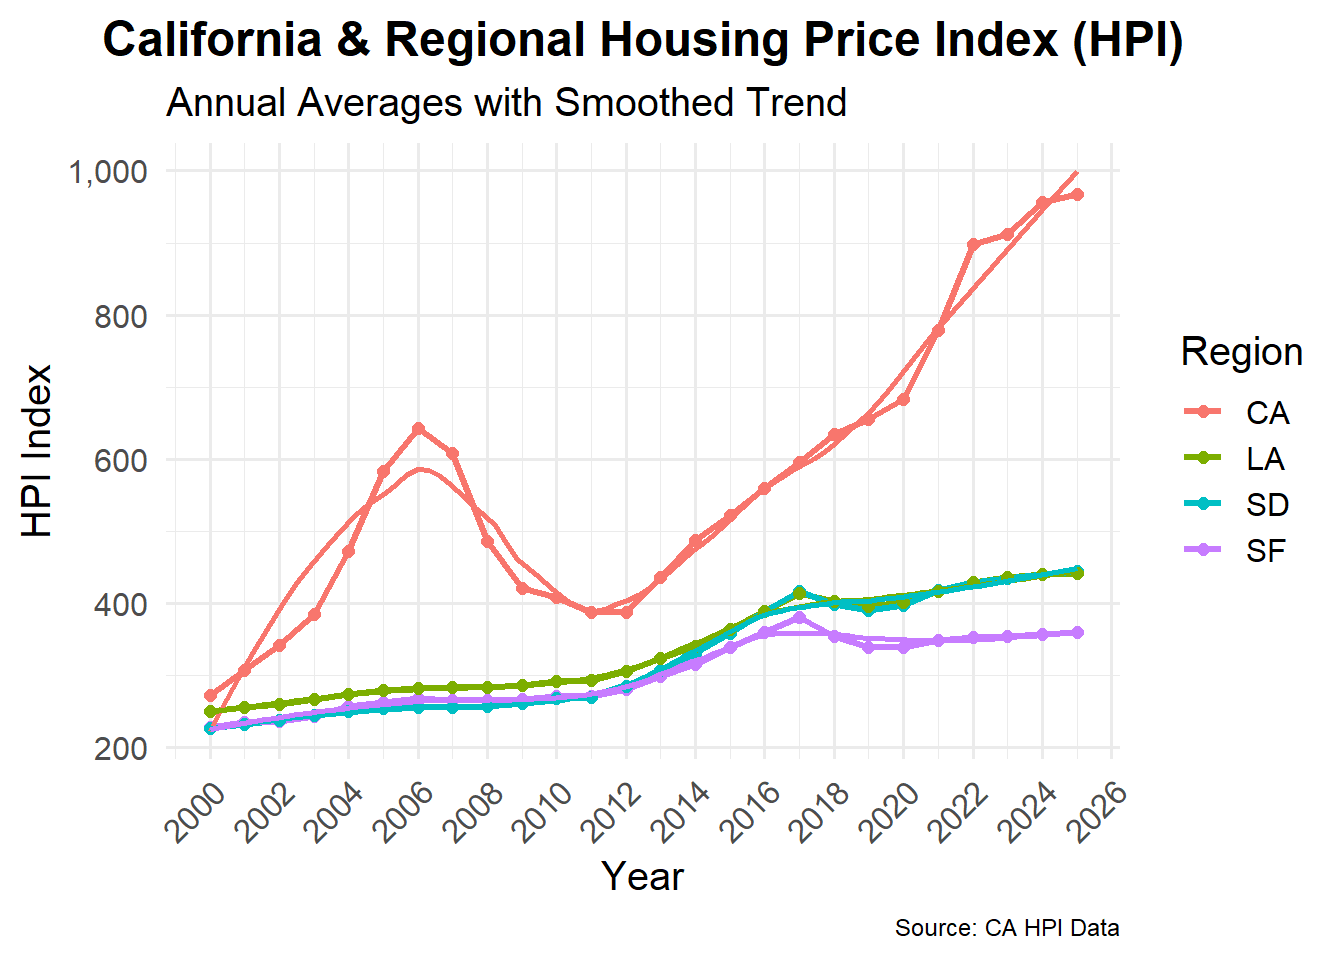 California & Regional Housing Price Index (HPI)
Annual Averages with Smoothed Trend
1,000
800
600
400
200
HPI Index
2000
2002
2004
2006
2008
2010
2012
2014
2016
2018
2020
2022
2024
2026
Year
Region
CA
LA
SD
SF
Source: CA HPI Data